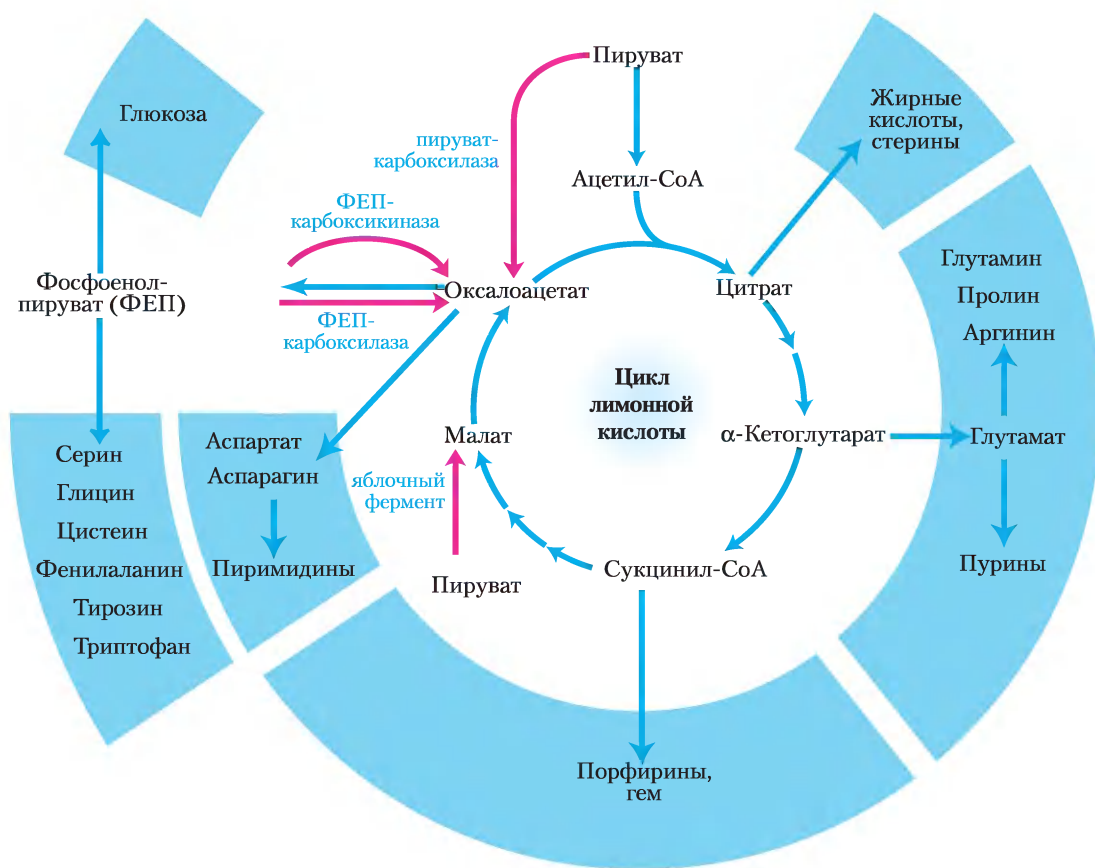 Пируват
Глюкоза
Жирные
кислоты,
стерины
пируват-
карбоксилаза
Ацетил-CoA
ФЕП-
карбоксикиназа
Фосфоенол-
пируват (ФЕП)
Оксалоацетат
Цитрат
ФЕП-
карбоксилаза
Глутамин
Пролин
Аргинин
Цикл
лимонной
кислоты
Малат
α-Кетоглутарат
Глутамат
Аспартат
Аспарагин
яблочный
фермент
Серин
Глицин
Цистеин
Фенилаланин
Тирозин
Триптофан
Пиримидины
Пируват
Сукцинил-CoA
Пурины
Порфирины,
гем